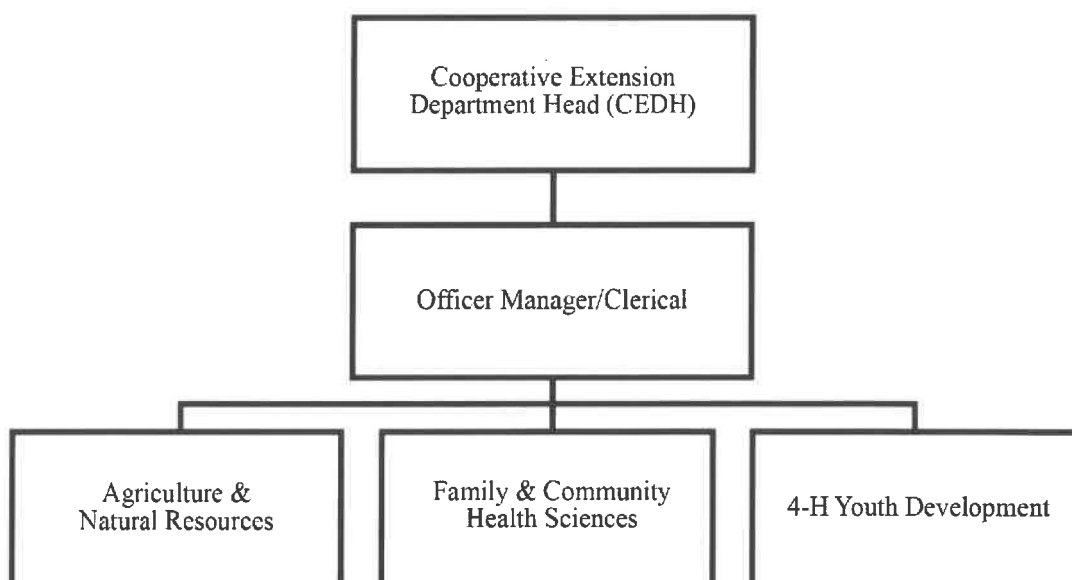 Cooperative Extension
Department Head (CEDH)
Officer Manager/Clerical
Agriculture &
Natural Resources
Family & Community
Health Sciences
4-H Youth Development